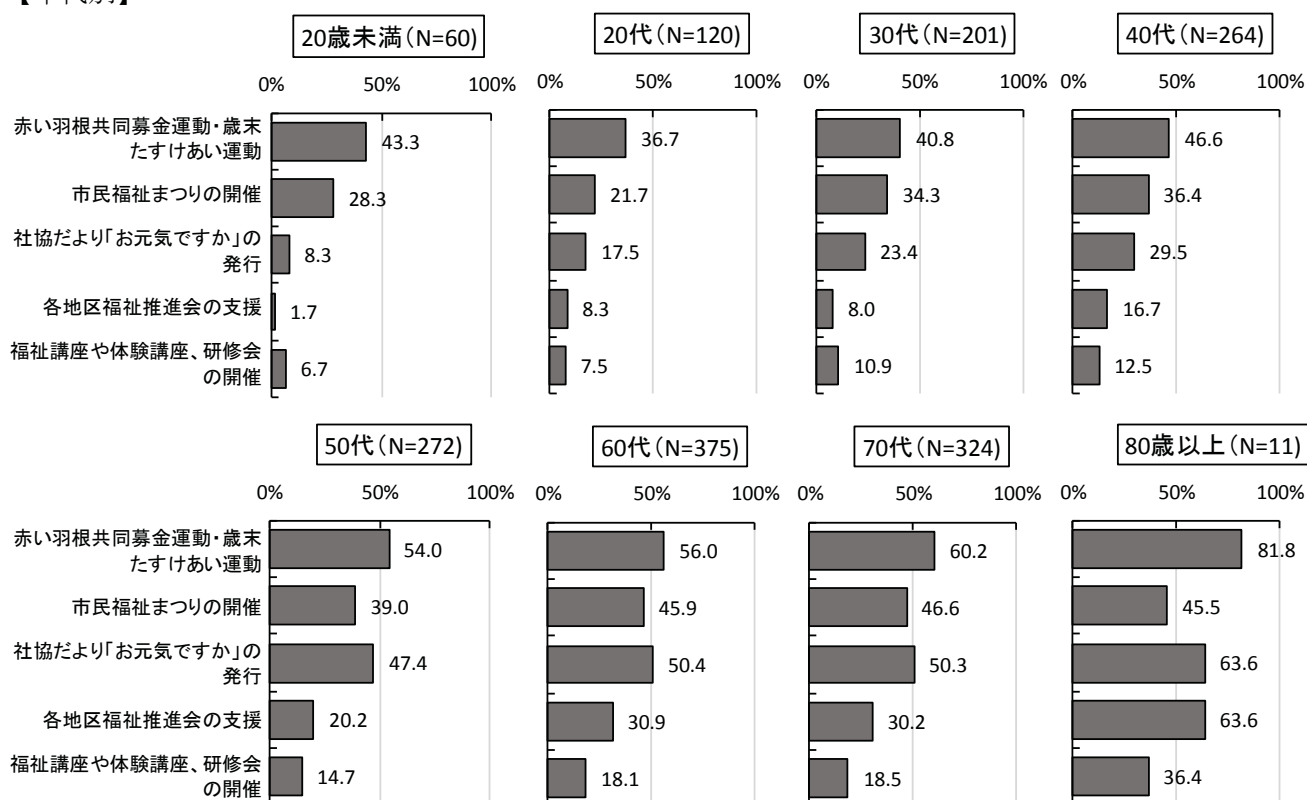 20歳未満(N=60)
20代(N=120)
30代(N=201)
40代(N=264)
0% 50% 100%
0% 50% 100%
0% 50% 100%
0% 50% 100%
赤い羽根共同募金運動・歳末
たすけあい運動
43.3
36.7
40.8
46.6
市民福祉まつりの開催
28.3
21.7
34.3
36.4
社協だより「お元気ですか」の
発行
8.3
17.5
23.4
29.5
各地区福祉推進会の支援
1.7
8.3
8.0
16.7
福祉講座や体験講座、研修会
の開催
6.7
7.5
10.9
12.5
50代(N=272)
60代(N=375)
70代(N=324)
80歳以上(N=11)
0% 50% 100%
0% 50% 100%
0% 50% 100%
0% 50% 100%
赤い羽根共同募金運動・歳末
たすけあい運動
54.0
56.0
60.2
81.8
市民福祉まつりの開催
39.0
45.9
46.6
45.5
社協だより「お元気ですか」の
発行
47.4
50.4
50.3
63.6
各地区福祉推進会の支援
20.2
30.9
30.2
63.6
福祉講座や体験講座、研修会
の開催
14.7
18.1
18.5
36.4